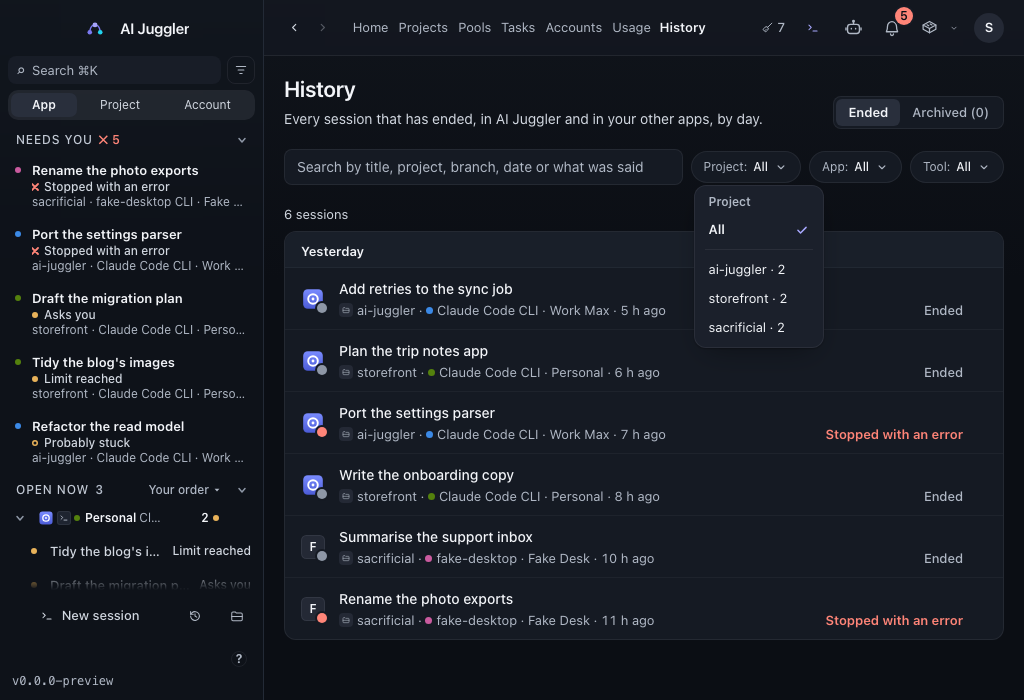 AI Juggler
Search ⌘K
App Project Account
NEEDS YOU 5
Rename the photo exports
Stopped with an error
sacrificial · fake-desktop CLI · Fake ...
Port the settings parser
Stopped with an error
ai-juggler · Claude Code CLI · Work ...
Draft the migration plan
Asks you
storefront · Claude Code CLI · Perso...
Tidy the blog's images
Limit reached
storefront · Claude Code CLI · Perso...
Refactor the read model
Probably stuck
ai-juggler · Claude Code CLI · Work ...
OPEN NOW 3 Your order
Personal Cl... 2
Tidy the blog's i... Limit reached
Draft the migration p... Asks you
New session
?
v0.0.0-preview
Home Projects Pools Tasks Accounts Usage History
7
5
S
History
Every session that has ended, in AI Juggler and in your other apps, by day.
Ended Archived (0)
Search by title, project, branch, date or what was said
Project: All
App: All
Tool: All
Project
All
ai-juggler · 2
storefront · 2
sacrificial · 2
6 sessions
Yesterday
Add retries to the sync job
ai-juggler · Claude Code CLI · Work Max · 5 h ago
Ended
Plan the trip notes app
storefront · Claude Code CLI · Personal · 6 h ago
Ended
Port the settings parser
ai-juggler · Claude Code CLI · Work Max · 7 h ago
Stopped with an error
Write the onboarding copy
storefront · Claude Code CLI · Personal · 8 h ago
Ended
F
Summarise the support inbox
sacrificial · fake-desktop · Fake Desk · 10 h ago
Ended
F
Rename the photo exports
sacrificial · fake-desktop · Fake Desk · 11 h ago
Stopped with an error